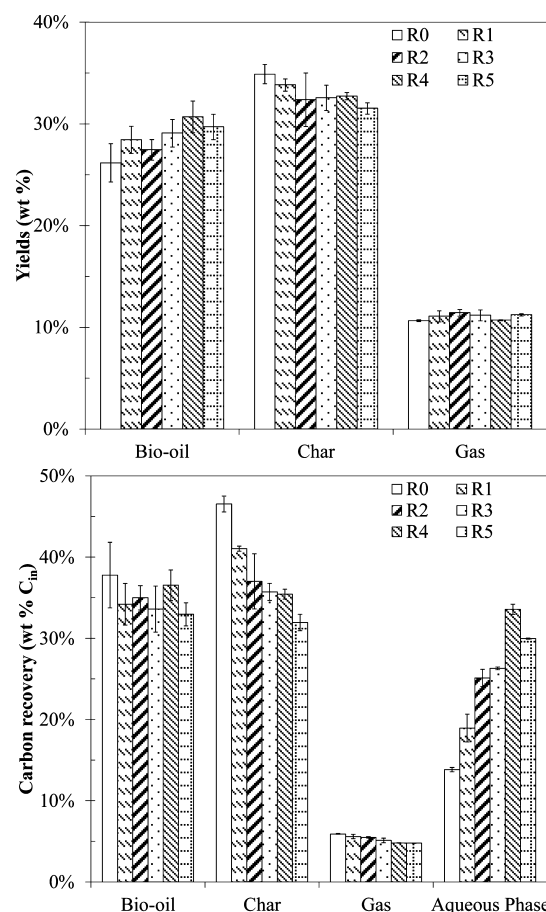 40%
30%
20%
10%
0%
Yields (wt %)
R0 R1
R2 R3
R4 R5
Bio-oil Char Gas
50%
40%
30%
20%
10%
0%
Carbon recovery (wt % Cin)
R0 R1
R2 R3
R4 R5
Bio-oil Char Gas Aqueous Phase